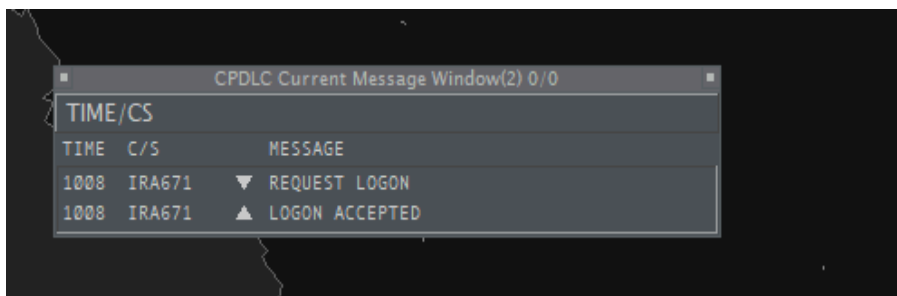 CPDLC Current Message Window(2) 0/0
TIME/CS
TIME C/S MESSAGE
1008 IRA671 ▼ REQUEST LOGON
1008 IRA671 ▲ LOGON ACCEPTED